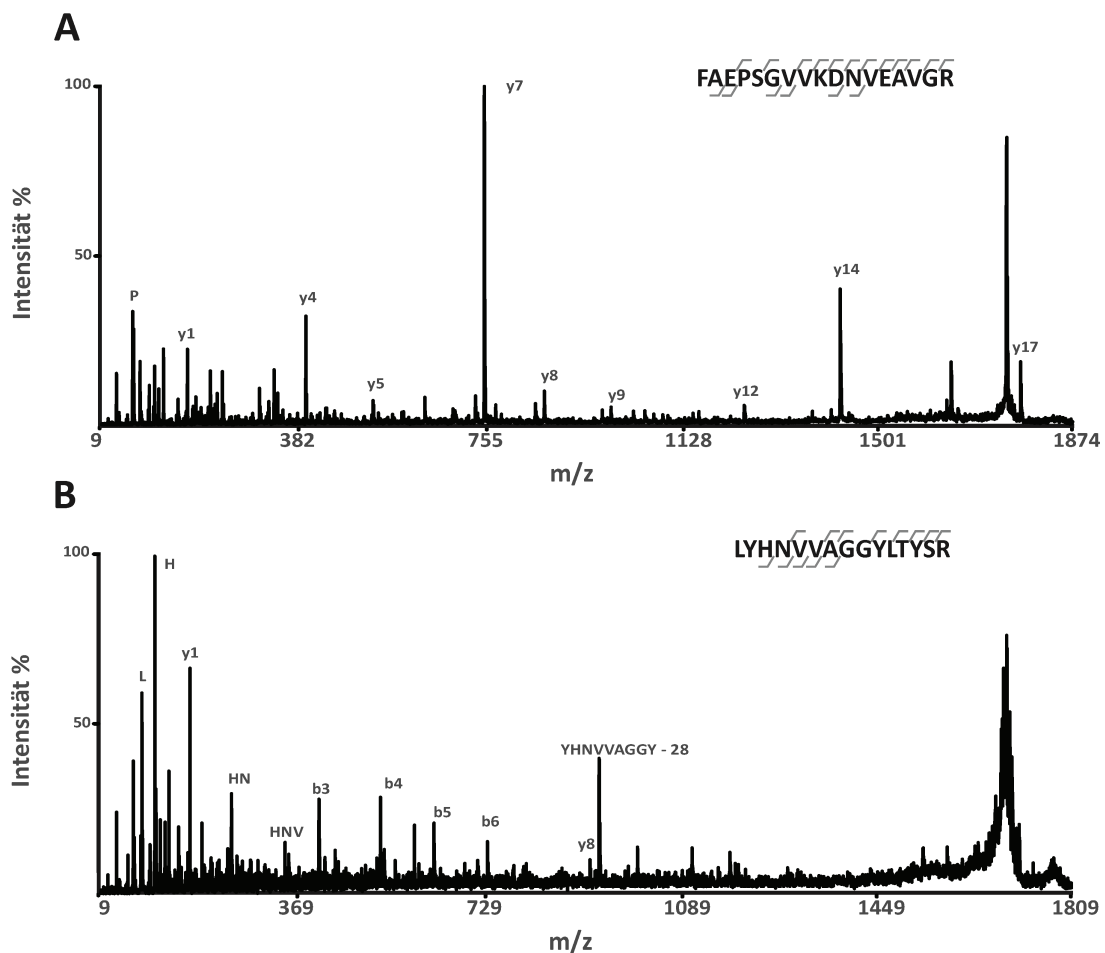 A
FAEPSGVVKDNVEAVGR
100
50
Intensität %
P
y1
y4
y5
y7
y8
y9
y12
y14
y17
9
382
755
1128
1501
1874
m/z
B
LYHNVVAGGYLTYSR
100
50
Intensität %
L
H
y1
HN
HNV
b3
b4
b5
b6
y8
YHNVVAGGY - 28
9
369
729
1089
1449
1809
m/z